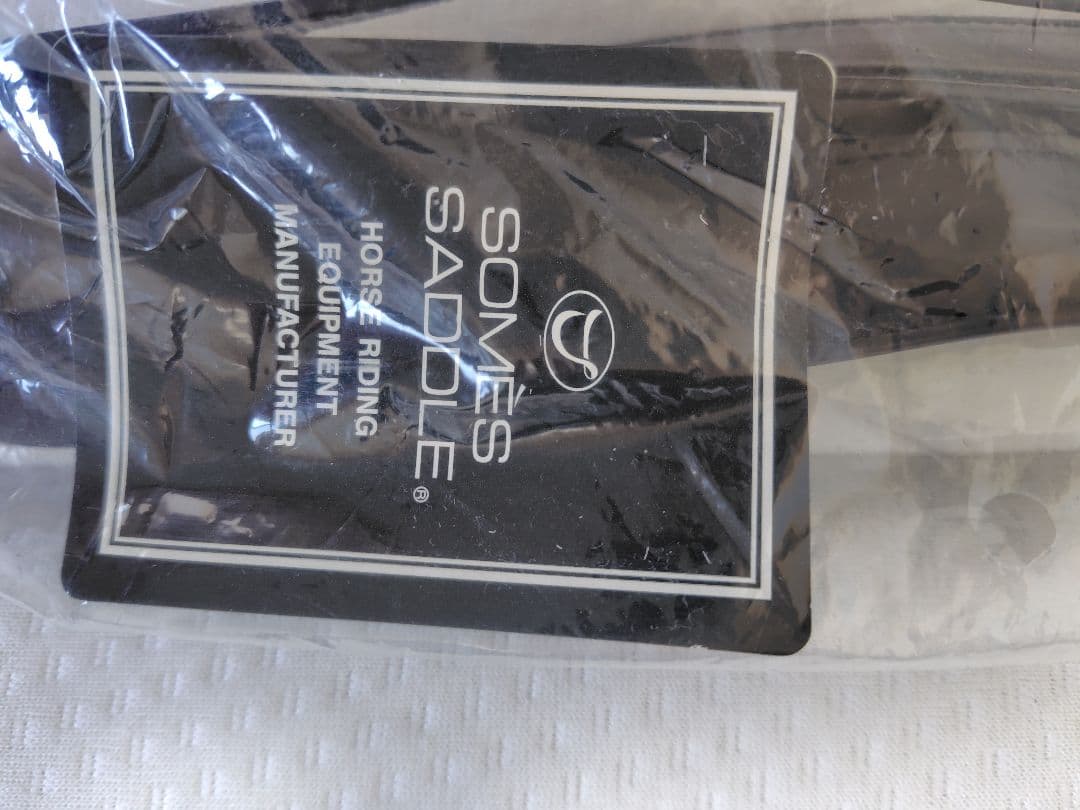 SOMÈS
SADDLE®
HORSE RIDING
EQUIPMENT
MANUFACTURER